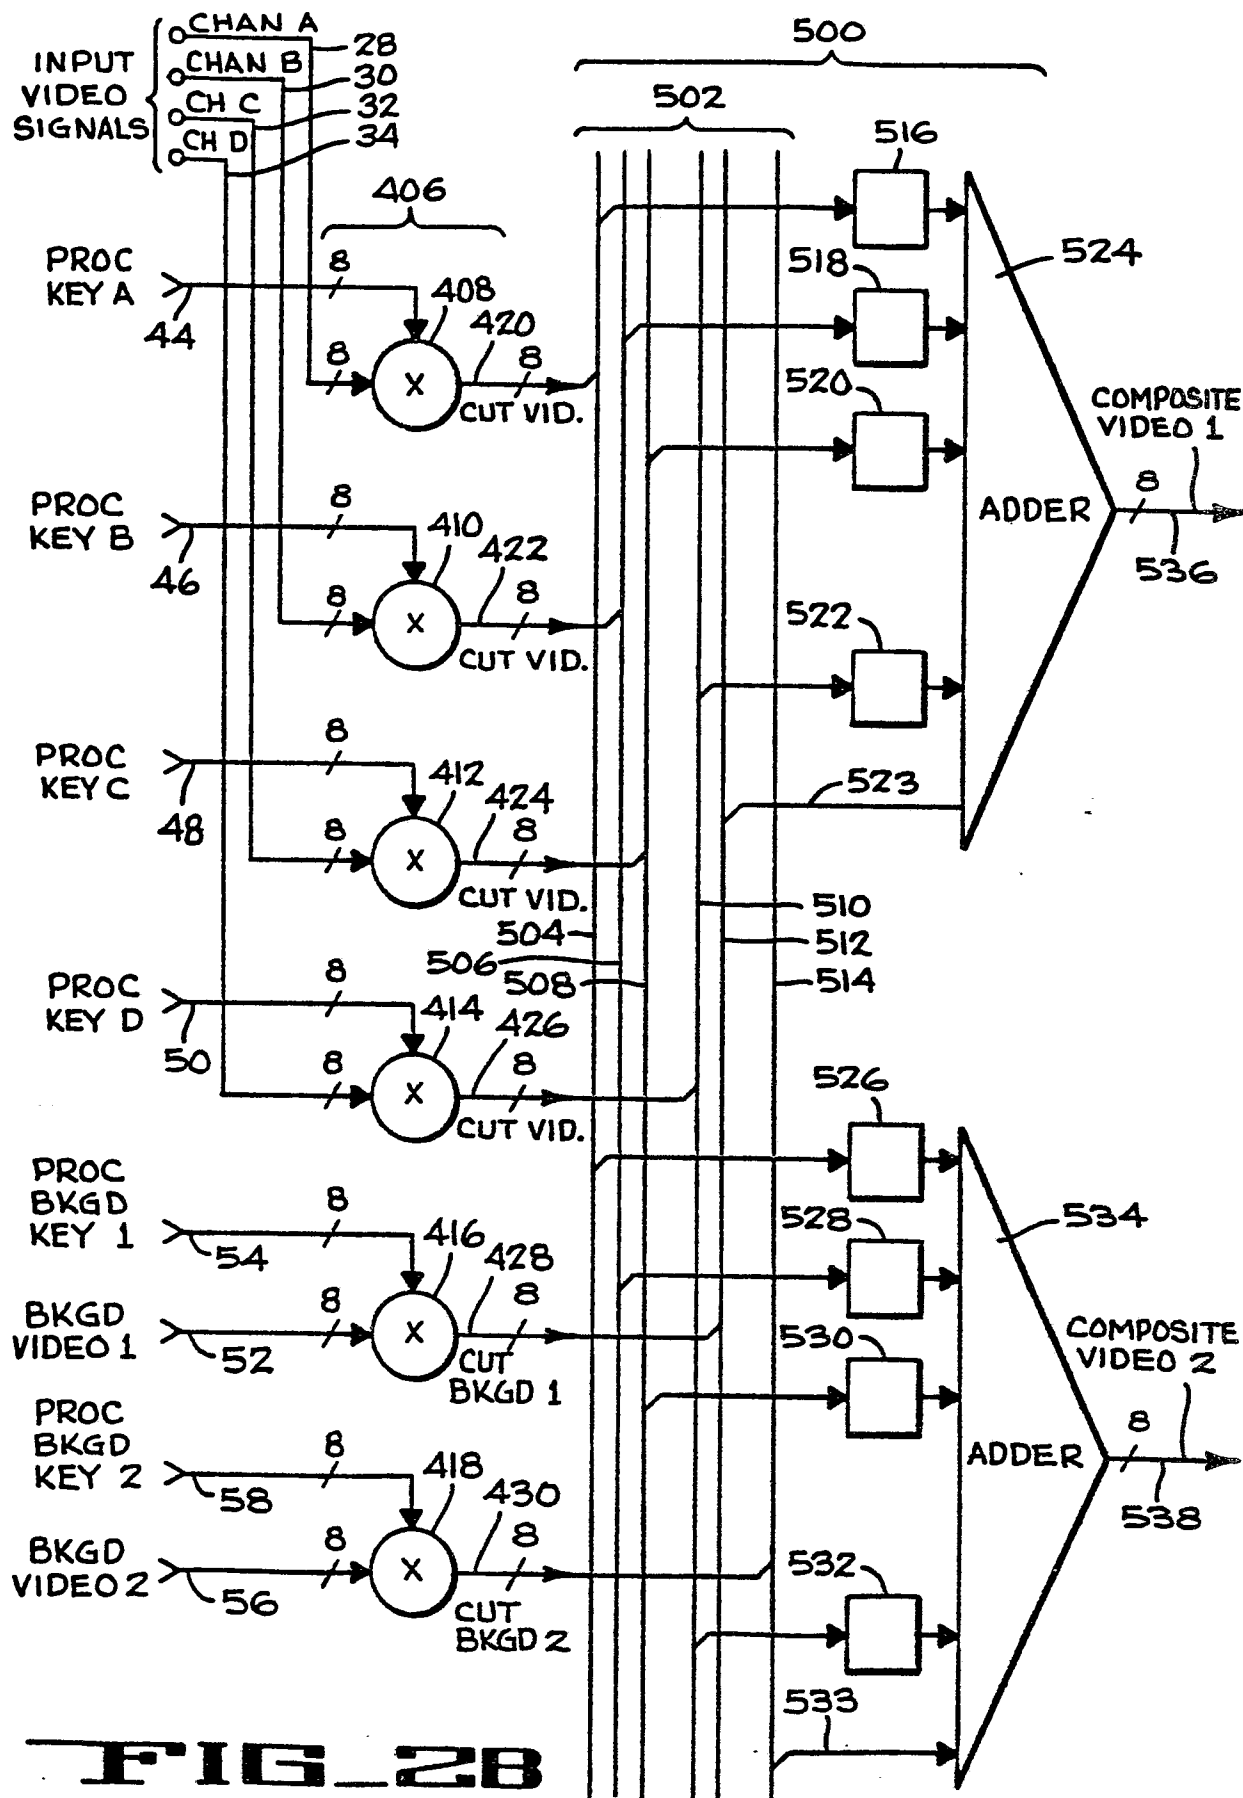 CHAN A
CHAN B
CH C
CH D
INPUT
VIDEO
SIGNALS
28
30
32
34
500
502
406
516
518
520
522
523
524
PROC
KEY A
44
8
408
8
420
8
CUT VID.
PROC
KEY B
46
8
410
8
422
8
CUT VID.
COMPOSITE
VIDEO 1
8
536
ADDER
PROC
KEY C
48
8
412
8
424
8
CUT VID.
504
506
508
510
512
514
PROC
KEY D
50
8
414
8
426
8
CUT VID.
526
528
530
532
533
534
PROC
BKGD
KEY 1
54
8
416
BKGD
VIDEO 1
52
8
428
8
CUT
BKGD 1
PROC
BKGD
KEY 2
58
8
418
BKGD
VIDEO 2
56
8
430
8
CUT
BKGD 2
COMPOSITE
VIDEO 2
8
538
ADDER
X
X
X
X
X
X
FIG_2B